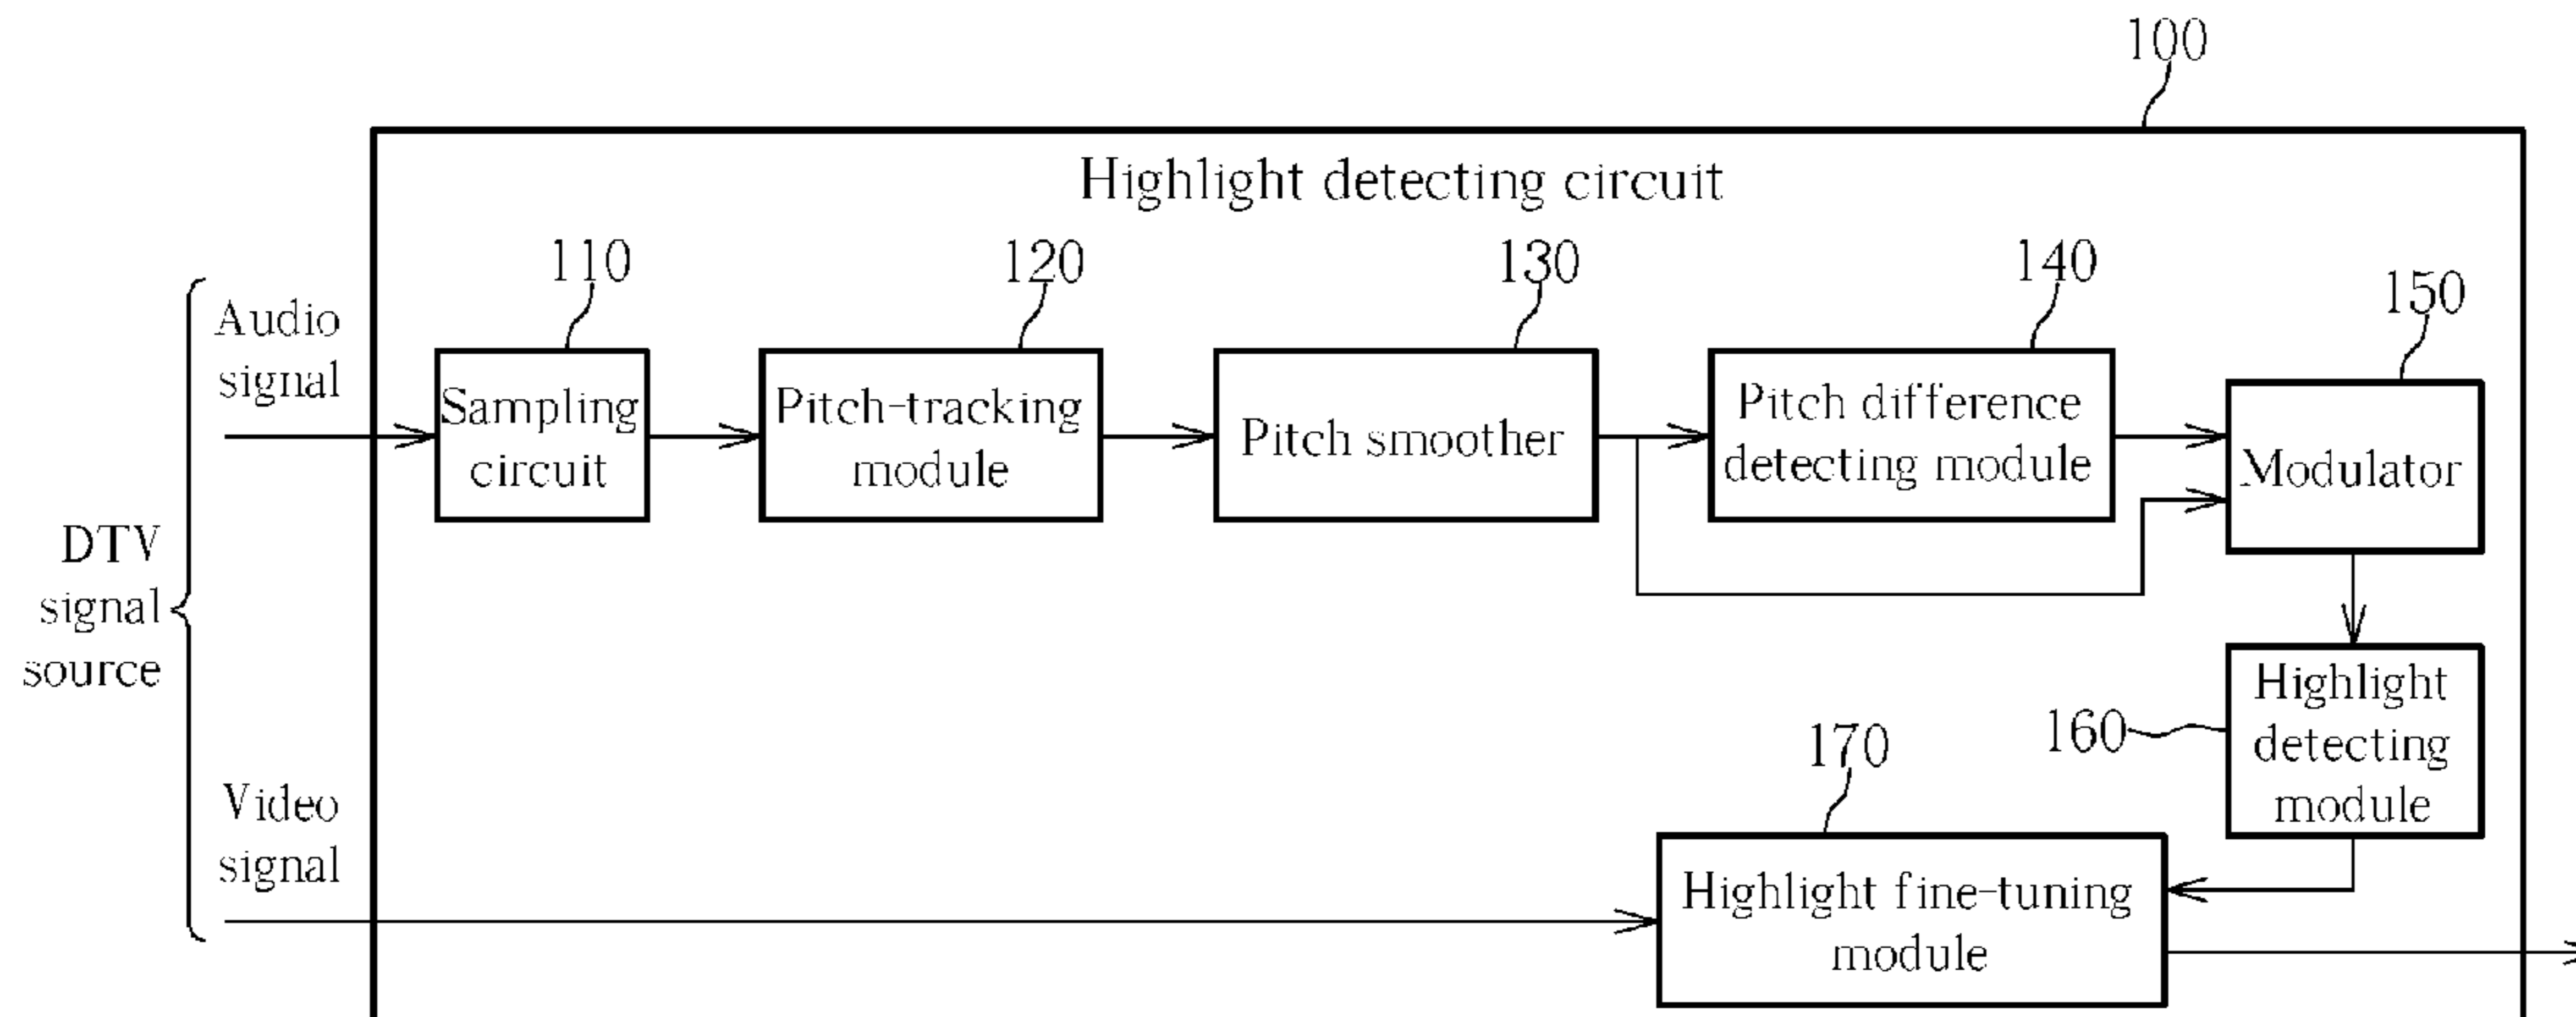 100
Highlight detecting circuit
110
120
130
140
150
Audio
signal
Sampling
circuit
Pitch-tracking
module
Pitch smoother
Pitch difference
detecting module
Modulator
DTV
signal
source
160
Highlight
detecting
module
170
Video
signal
Highlight fine-tuning
module